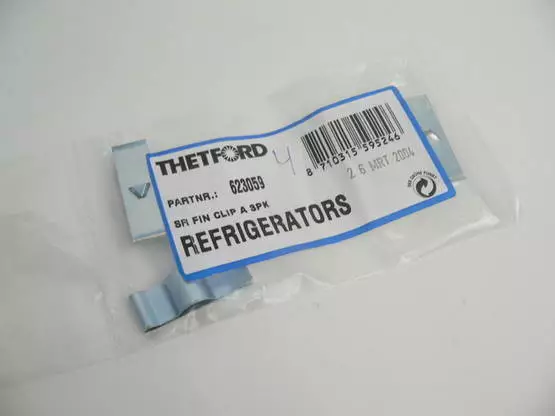 THETFORD
4
8 710315 595246
PARTNR.: 623059
26 MRT 2004
SR FIN CLIP A 3PK
REFRIGERATORS